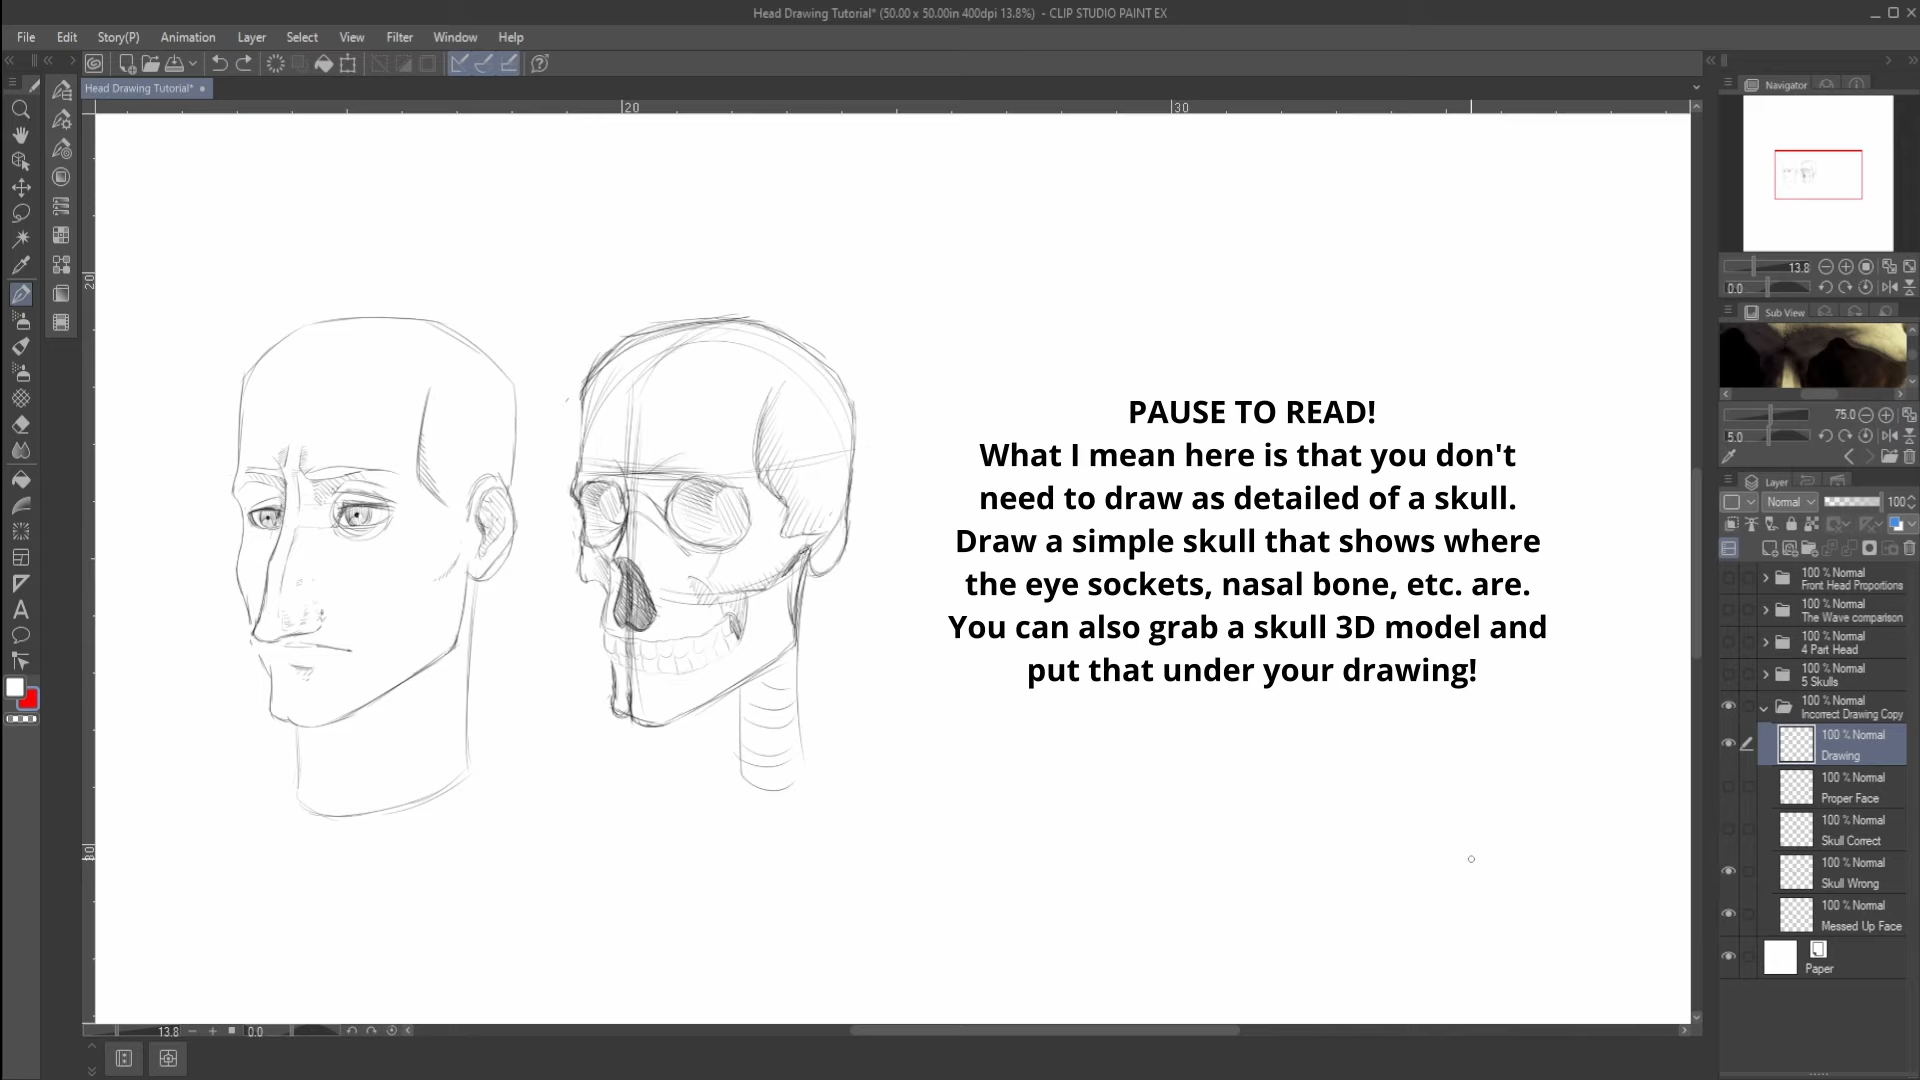 Head Drawing Tutorial* (50.00 x 50.00in 400dpi 13.8%) - CLIP STUDIO PAINT EX
File Edit Story(P) Animation Layer Select View Filter Window Help
Head Drawing Tutorial*
20 30
20
30
Navigator
13.8
0.0
Sub View
75.0
5.0
Layer
Normal 100
100 % Normal
Front Head Proportions
100 % Normal
The Wave comparison
100 % Normal
4 Part Head
100 % Normal
5 Skulls
100 % Normal
Incorrect Drawing Copy
100 % Normal
Drawing
100 % Normal
Proper Face
100 % Normal
Skull Correct
100 % Normal
Skull Wrong
100 % Normal
Messed Up Face
Paper
PAUSE TO READ!
What I mean here is that you don't
need to draw as detailed of a skull.
Draw a simple skull that shows where
the eye sockets, nasal bone, etc. are.
You can also grab a skull 3D model and
put that under your drawing!
13.8 0.0